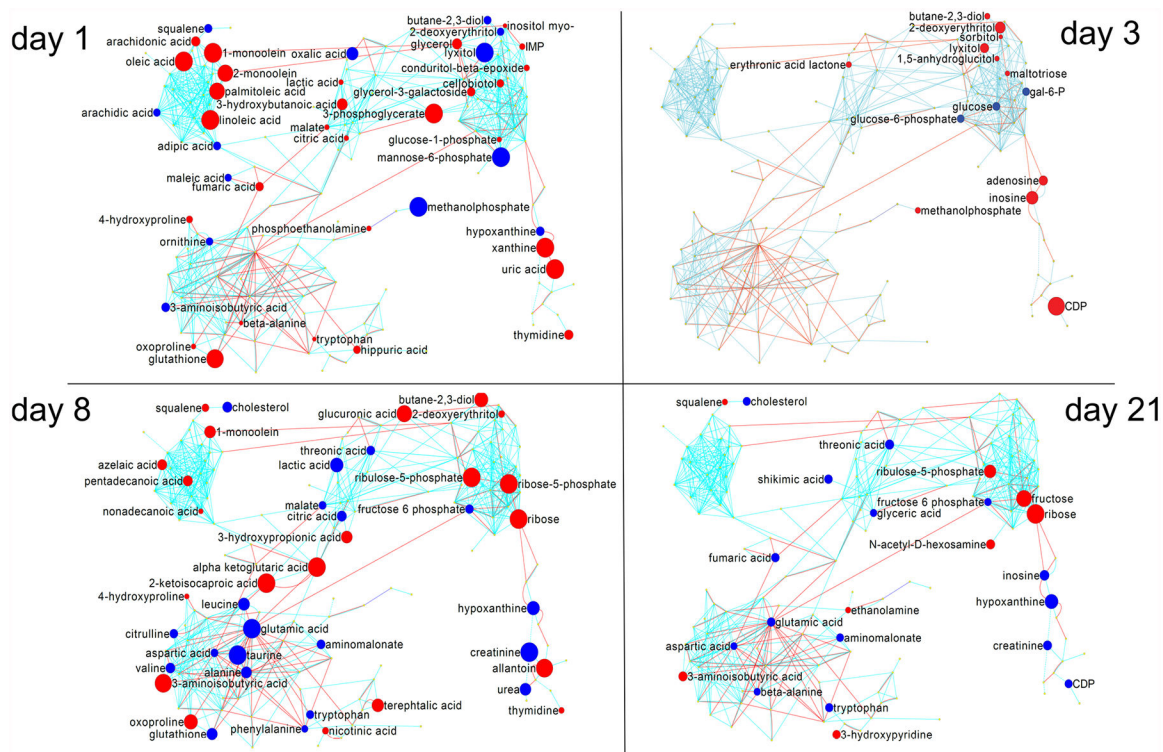 day 1
squalene
arachidonic acid
oleic acid
1-monoolein
oxalic acid
butane-2,3-diol
2-deoxyerythritol
glycerol
lyxitol
inositol myo-
IMP
2-monoolein
lactic acid
conduritol-beta-epoxide
palmitoleic acid
cellobiotol
glycerol-3-galactoside
3-hydroxybutanoic acid
arachidic acid
linoleic acid
3-phosphoglycerate
malate
citric acid
glucose-1-phosphate
adipic acid
mannose-6-phosphate
maleic acid
fumaric acid
methanolphosphate
4-hydroxyproline
phosphoethanolamine
hypoxanthine
ornithine
xanthine
uric acid
3-aminoisobutyric acid
beta-alanine
oxoproline
tryptophan
thymidine
glutathione
hippuric acid
day 3
butane-2,3-diol
2-deoxyerythritol
sorbitol
lyxitol
1,5-anhydroglucitol
erythronic acid lactone
maltotriose
gal-6-P
glucose
glucose-6-phosphate
adenosine
inosine
methanolphosphate
CDP
day 8
squalene
cholesterol
butane-2,3-diol
glucuronic acid
2-deoxyerythritol
1-monoolein
threonic acid
azelaic acid
lactic acid
pentadecanoic acid
ribulose-5-phosphate
ribose-5-phosphate
nonadecanoic acid
malate
citric acid
fructose 6 phosphate
ribose
3-hydroxypropionic acid
alpha ketoglutaric acid
2-ketoisocaproic acid
4-hydroxyproline
leucine
hypoxanthine
citrulline
glutamic acid
aminomalonate
aspartic acid
taurine
creatinine
valine
alanine
allantoin
3-aminoisobutyric acid
urea
terephtalic acid
thymidine
oxoproline
tryptophan
glutathione
phenylalanine
nicotinic acid
day 21
squalene
cholesterol
threonic acid
shikimic acid
ribulose-5-phosphate
fructose 6 phosphate
fructose
glyceric acid
ribose
N-acetyl-D-hexosamine
fumaric acid
inosine
hypoxanthine
ethanolamine
glutamic acid
aminomalonate
aspartic acid
creatinine
3-aminoisobutyric acid
beta-alanine
CDP
tryptophan
3-hydroxypyridine